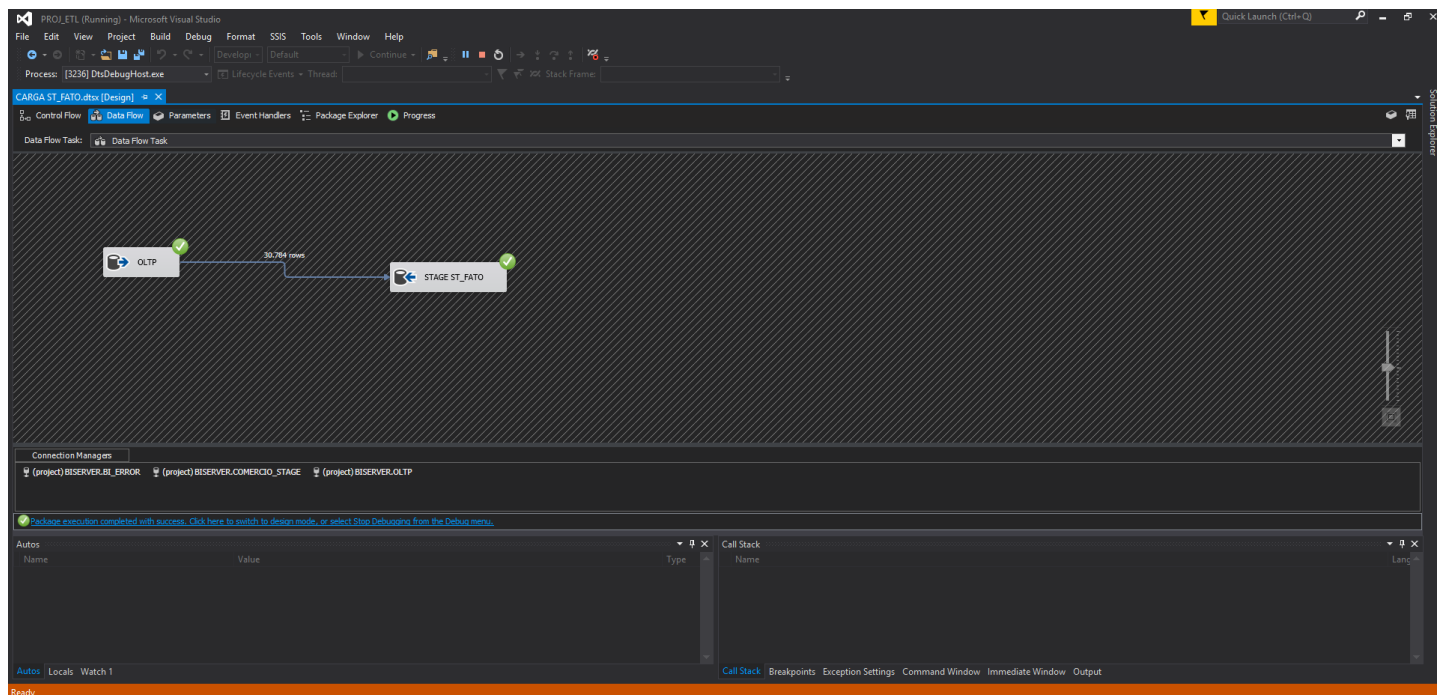 PROJ_ETL (Running) - Microsoft Visual Studio
Quick Launch (Ctrl+Q)
File Edit View Project Build Debug Format SSIS Tools Window Help
Develop Default Continue
Process: [3236] DtsDebugHost.exe Lifecycle Events Thread: Stack Frame:
CARGA ST_FATO.dtsx [Design]
Solution Explorer
Control Flow Data Flow Parameters Event Handlers Package Explorer Progress
Data Flow Task: Data Flow Task
OLTP
30.784 rows
STAGE ST_FATO
Connection Managers
(project) BISERVER.BI_ERROR (project) BISERVER.COMERCIO_STAGE (project) BISERVER.OLTP
Package execution completed with success. Click here to switch to design mode, or select Stop Debugging from the Debug menu.
Autos Call Stack
Name Value Type Name Lang
Autos Locals Watch 1 Call Stack Breakpoints Exception Settings Command Window Immediate Window Output
Ready